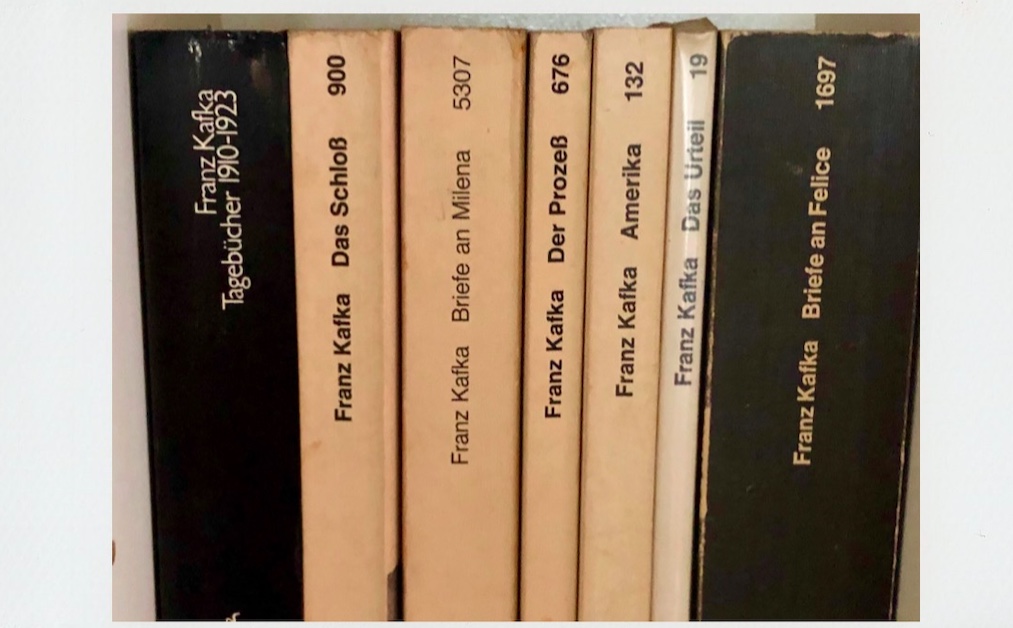 Franz Kafka
Tagebücher 1910-1923
Franz Kafka Das Schloß 900
Franz Kafka Briefe an Milena 5307
Franz Kafka Der Prozeß 676
Franz Kafka Amerika 132
Franz Kafka Das Urteil 19
Franz Kafka Briefe an Felice 1697